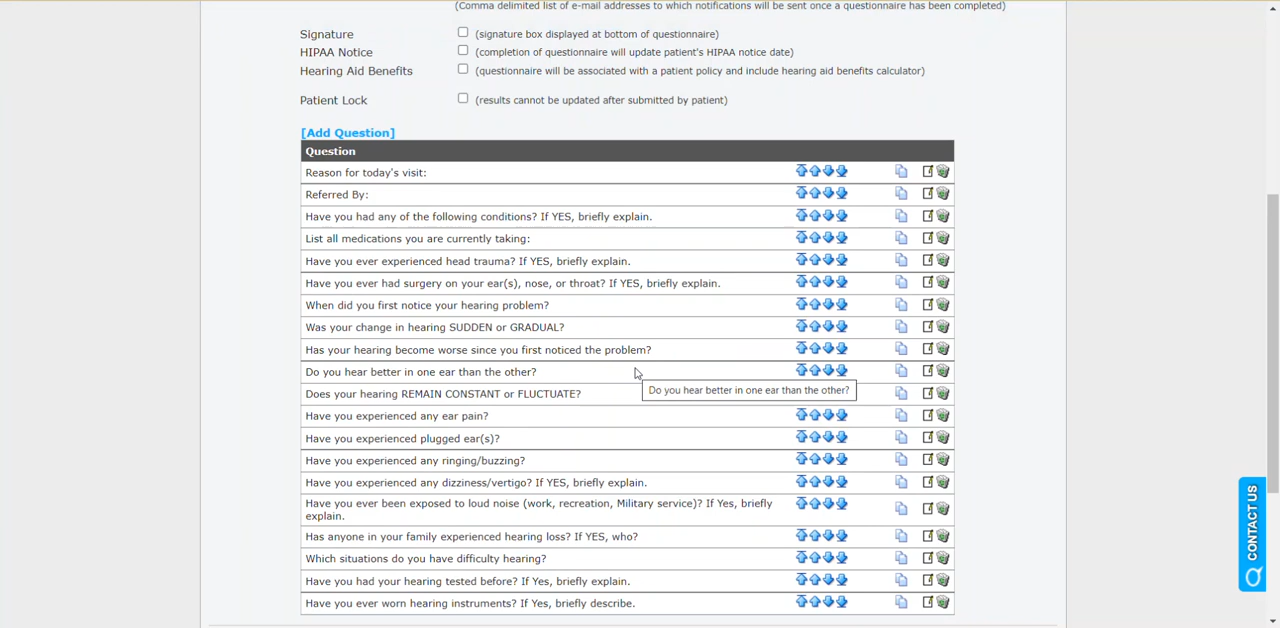 (Comma delimited list of e-mail addresses to which notifications will be sent once a questionnaire has been completed)
Signature (signature box displayed at bottom of questionnaire)
HIPAA Notice (completion of questionnaire will update patient's HIPAA notice date)
Hearing Aid Benefits (questionnaire will be associated with a patient policy and include hearing aid benefits calculator)
Patient Lock (results cannot be updated after submitted by patient)
[Add Question]
Question
Reason for today's visit:
Referred By:
Have you had any of the following conditions? If YES, briefly explain.
List all medications you are currently taking:
Have you ever experienced head trauma? If YES, briefly explain.
Have you ever had surgery on your ear(s), nose, or throat? If YES, briefly explain.
When did you first notice your hearing problem?
Was your change in hearing SUDDEN or GRADUAL?
Has your hearing become worse since you first noticed the problem?
Do you hear better in one ear than the other?
Do you hear better in one ear than the other?
Does your hearing REMAIN CONSTANT or FLUCTUATE?
Have you experienced any ear pain?
Have you experienced plugged ear(s)?
Have you experienced any ringing/buzzing?
Have you experienced any dizziness/vertigo? If YES, briefly explain.
Have you ever been exposed to loud noise (work, recreation, Military service)? If Yes, briefly
explain.
Has anyone in your family experienced hearing loss? If YES, who?
Which situations do you have difficulty hearing?
Have you had your hearing tested before? If Yes, briefly explain.
Have you ever worn hearing instruments? If Yes, briefly describe.
CONTACT US